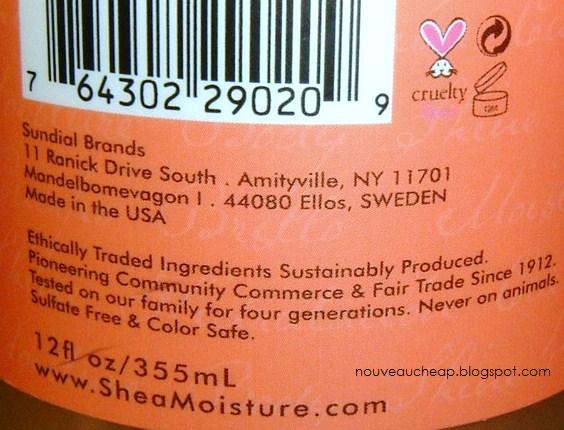 7 64302 29020 9
cruelty
12M
Sundial Brands
11 Ranick Drive South . Amityville, NY 11701
Mandelbomevagon I . 44080 Ellos, SWEDEN
Made in the USA
Ethically Traded Ingredients Sustainably Produced.
Pioneering Community Commerce & Fair Trade Since 1912.
Tested on our family for four generations. Never on animals.
Sulfate Free & Color Safe.
12fl oz/355mL
nouveaucheap.blogspot.com
www.SheaMoisture.com